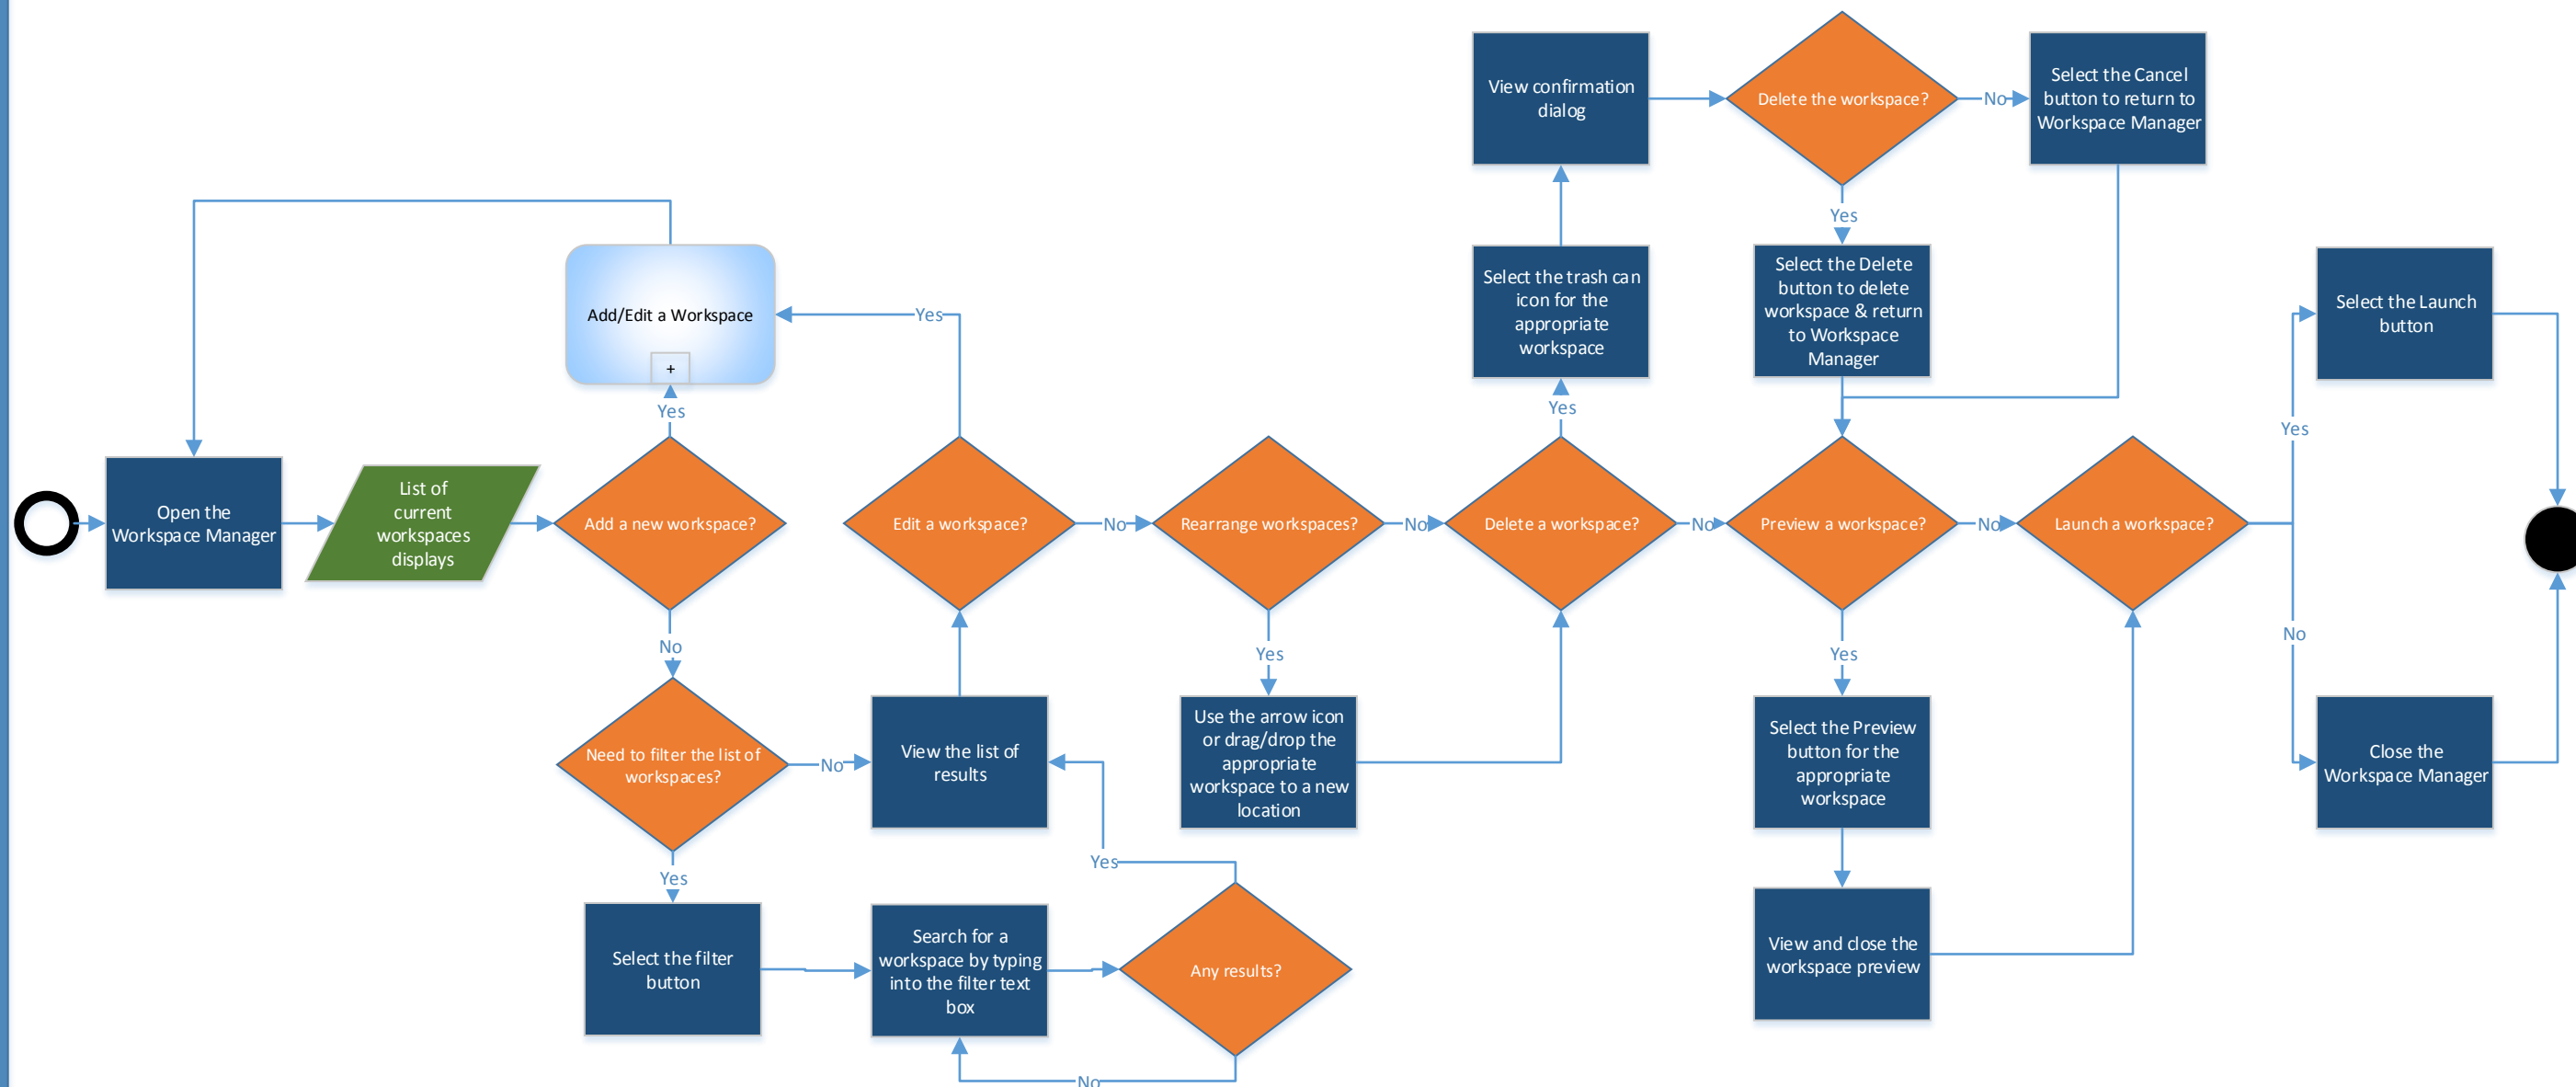 View confirmation
dialog
Delete the workspace?
No
Select the Cancel
button to return to
Workspace Manager
Yes
Add/Edit a Workspace
+
Yes
Select the trash can
icon for the
appropriate
workspace
Select the Delete
button to delete
workspace & return
to Workspace
Manager
Select the Launch
button
Yes
Yes
Yes
Open the
Workspace Manager
List of
current
workspaces
displays
Add a new workspace?
Edit a workspace?
No
Rearrange workspaces?
No
Delete a workspace?
No
Preview a workspace?
No
Launch a workspace?
No
No
Yes
Yes
Need to filter the list of
workspaces?
No
View the list of
results
Use the arrow icon
or drag/drop the
appropriate
workspace to a new
location
Select the Preview
button for the
appropriate
workspace
Close the
Workspace Manager
Yes
Yes
Select the filter
button
Search for a
workspace by typing
into the filter text
box
Any results?
View and close the
workspace preview
No